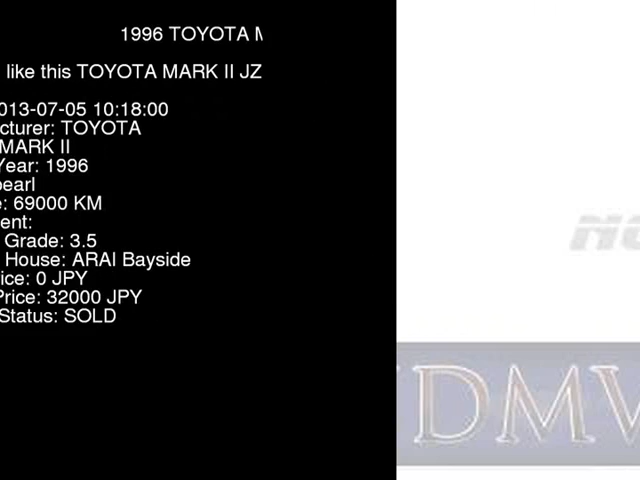 1996 TOYOTA M
like this TOYOTA MARK II JZ
013-07-05 10:18:00
cturer: TOYOTA
MARK II
Year: 1996
pearl
e: 69000 KM
ent:
Grade: 3.5
House: ARAI Bayside
ice: 0 JPY
Price: 32000 JPY
Status: SOLD
NO
DMV